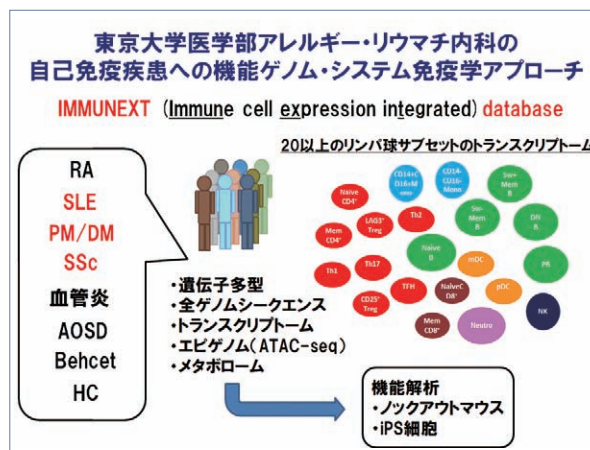 東京大学医学部アレルギー・リウマチ内科の
自己免疫疾患への機能ゲノム・システム免疫学アプローチ
IMMUNEXT (Immune cell expression integrated) database
20以上のリンパ球サブセットのトランスクリプトーム
RA
SLE
PM/DM
SSc
血管炎
AOSD
Behcet
HC
・遺伝子多型
・全ゲノムシークエンス
・トランスクリプトーム
・エピゲノム(ATAC-seq)
・メタボローム
CD14+C
D16+M
CD14-
CD16-
Mono
Sw+
Mem
B
Naive
CD4+
LAG3+
Treg
Th2
Sw-
Mem
B
DN
B
Mem
CD4+
Naive
B
Th1
Th17
mDC
PB
CD25+
Treg
TFH
NaiveC
D8+
pDC
Mem
CD8+
Neutro
NK
機能解析
・ノックアウトマウス
・iPS細胞